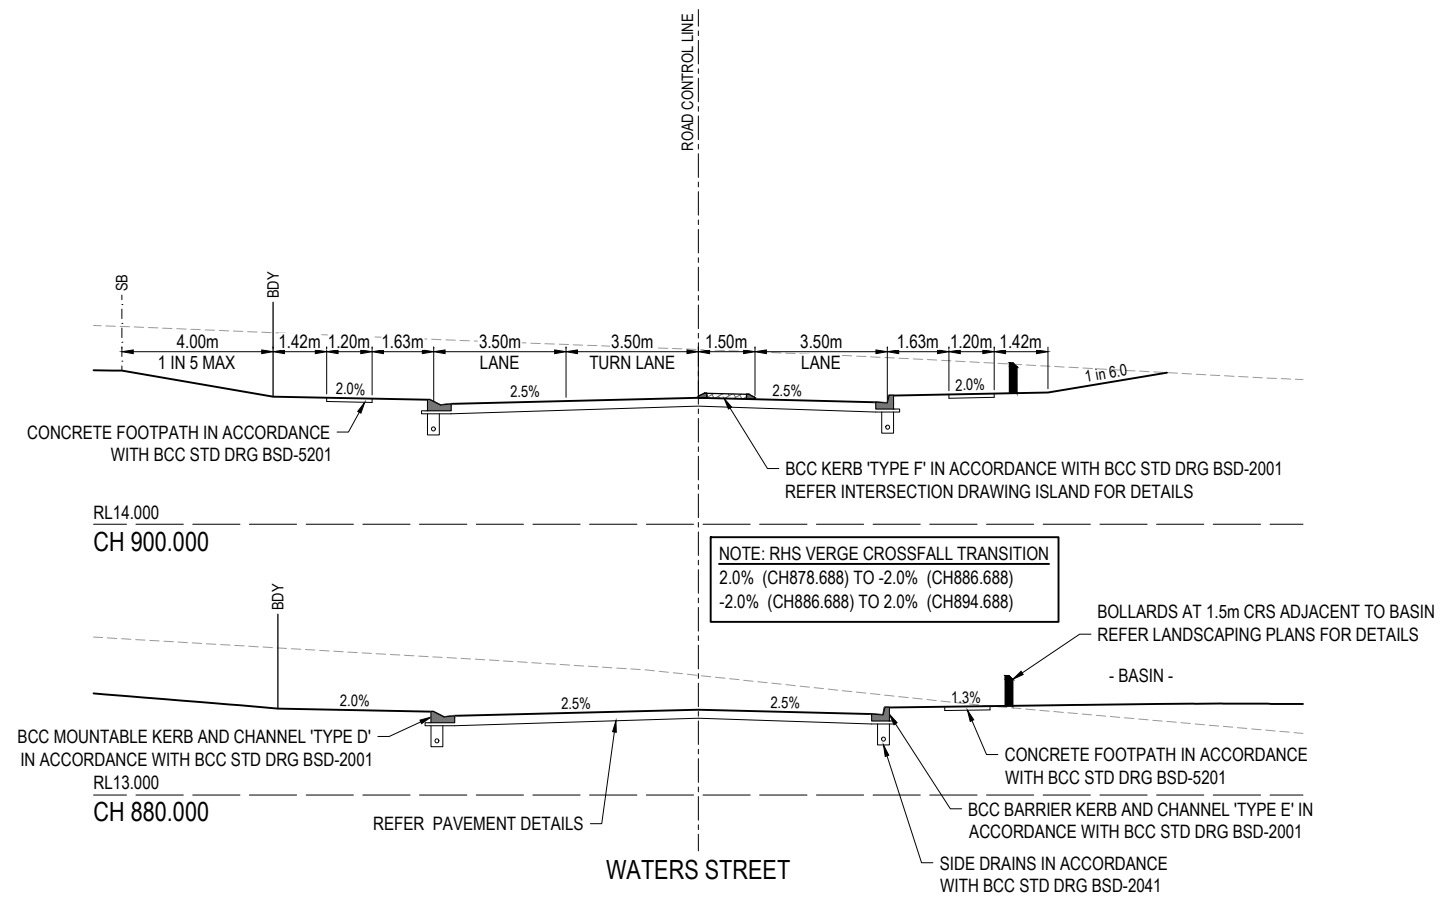 ROAD CONTROL LINE
SB
BDY
4.00m 1.42m 1.20m 1.63m 3.50m 3.50m 1.50m 3.50m 1.63m 1.20m 1.42m
1 IN 5 MAX LANE TURN LANE LANE
2.0% 2.5% 2.5% 2.0% 1 in 6.0
CONCRETE FOOTPATH IN ACCORDANCE
WITH BCC STD DRG BSD-5201
BCC KERB 'TYPE F' IN ACCORDANCE WITH BCC STD DRG BSD-2001
REFER INTERSECTION DRAWING ISLAND FOR DETAILS
RL14.000
CH 900.000
NOTE: RHS VERGE CROSSFALL TRANSITION
2.0% (CH878.688) TO -2.0% (CH886.688)
-2.0% (CH886.688) TO 2.0% (CH894.688)
BDY
BOLLARDS AT 1.5m CRS ADJACENT TO BASIN
REFER LANDSCAPING PLANS FOR DETAILS
- BASIN -
2.0% 2.5% 2.5% 1.3%
BCC MOUNTABLE KERB AND CHANNEL 'TYPE D'
IN ACCORDANCE WITH BCC STD DRG BSD-2001
CONCRETE FOOTPATH IN ACCORDANCE
WITH BCC STD DRG BSD-5201
RL13.000
CH 880.000
REFER PAVEMENT DETAILS
BCC BARRIER KERB AND CHANNEL 'TYPE E' IN
ACCORDANCE WITH BCC STD DRG BSD-2001
WATERS STREET
SIDE DRAINS IN ACCORDANCE
WITH BCC STD DRG BSD-2041